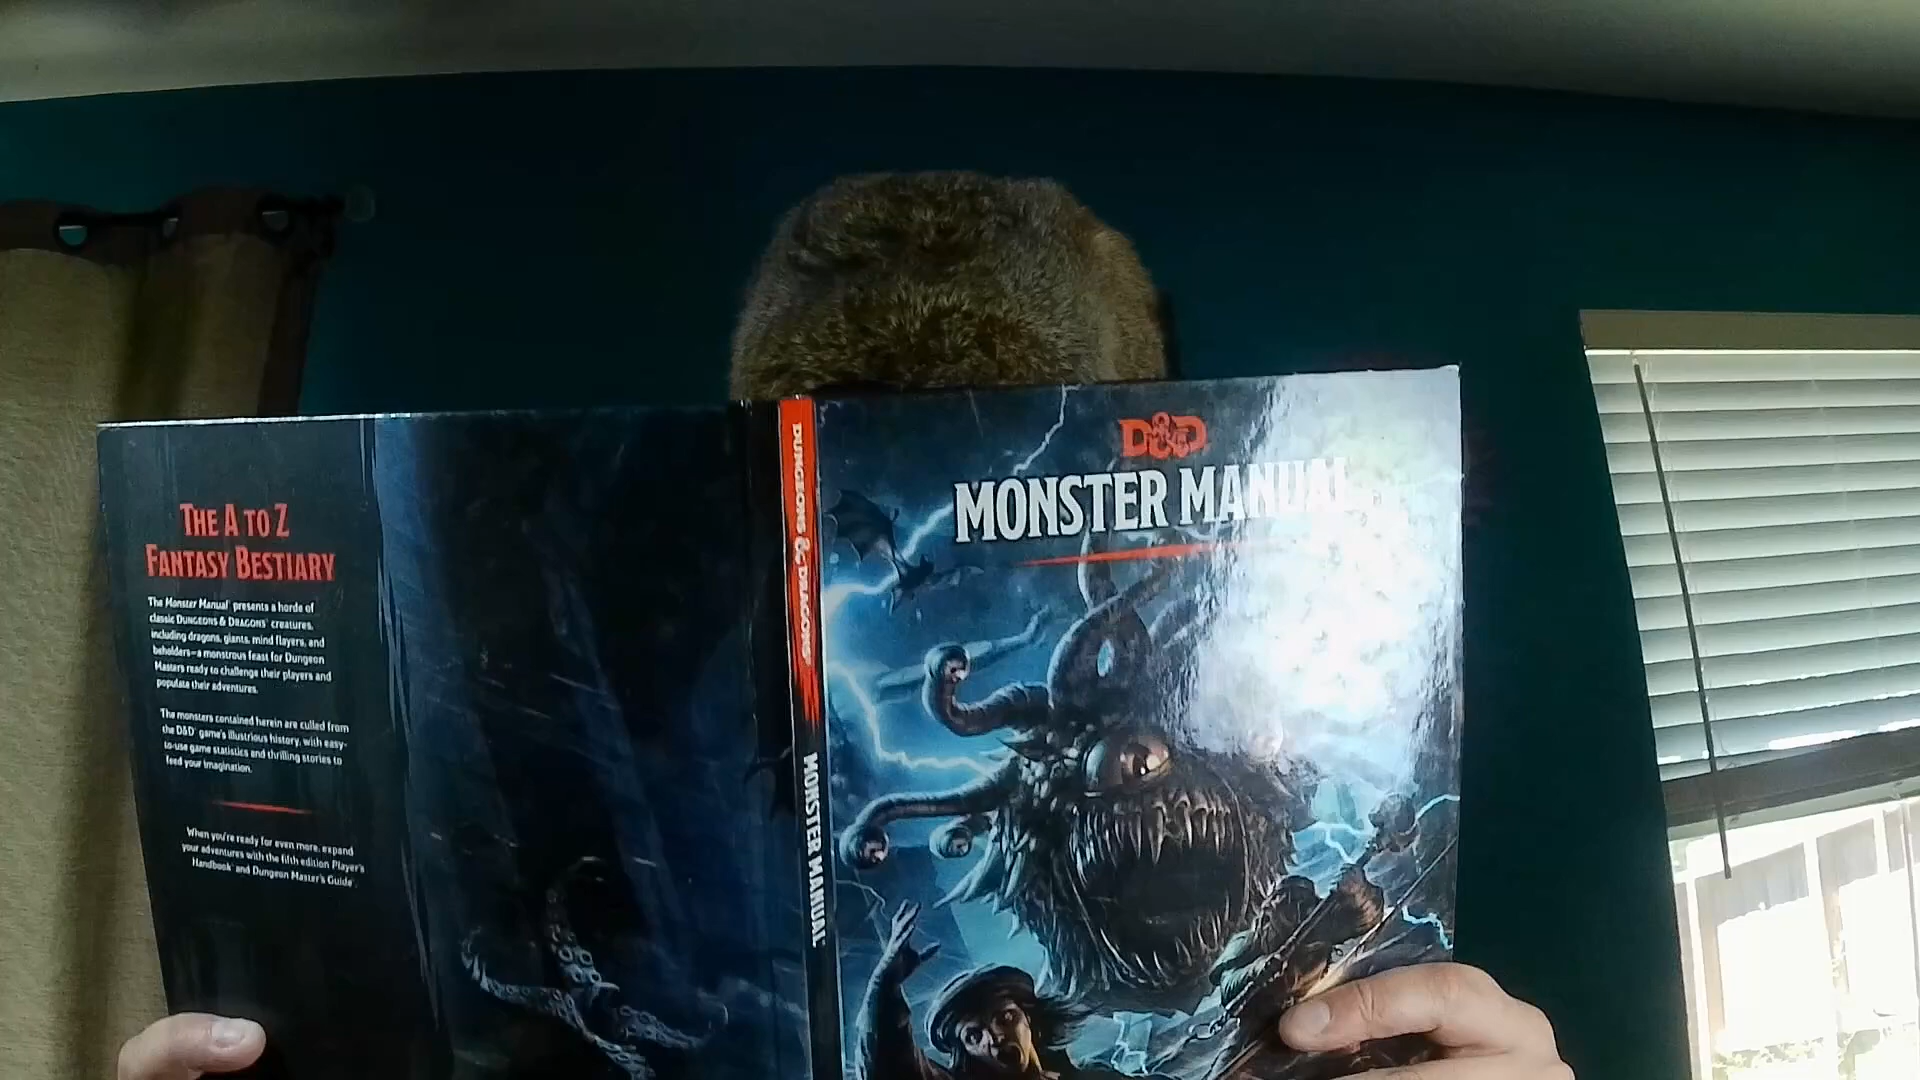 THE A TO Z
FANTASY BESTIARY
The Monster Manual presents a horde of
classic DUNGEONS & DRAGONS creatures,
including dragons, giants, mind flayers, and
beholders—a monstrous feast for Dungeon
Masters ready to challenge their players and
populate their adventures.
The monsters contained herein are culled from
the D&D game's illustrious history, with easy-
to-use game statistics and thrilling stories to
feed your imagination.
When you're ready for even more, expand
your adventures with the fifth edition Player's
Handbook and Dungeon Master's Guide.
DUNGEONS & DRAGONS
MONSTER MANUAL
D&D
MONSTER MANUAL